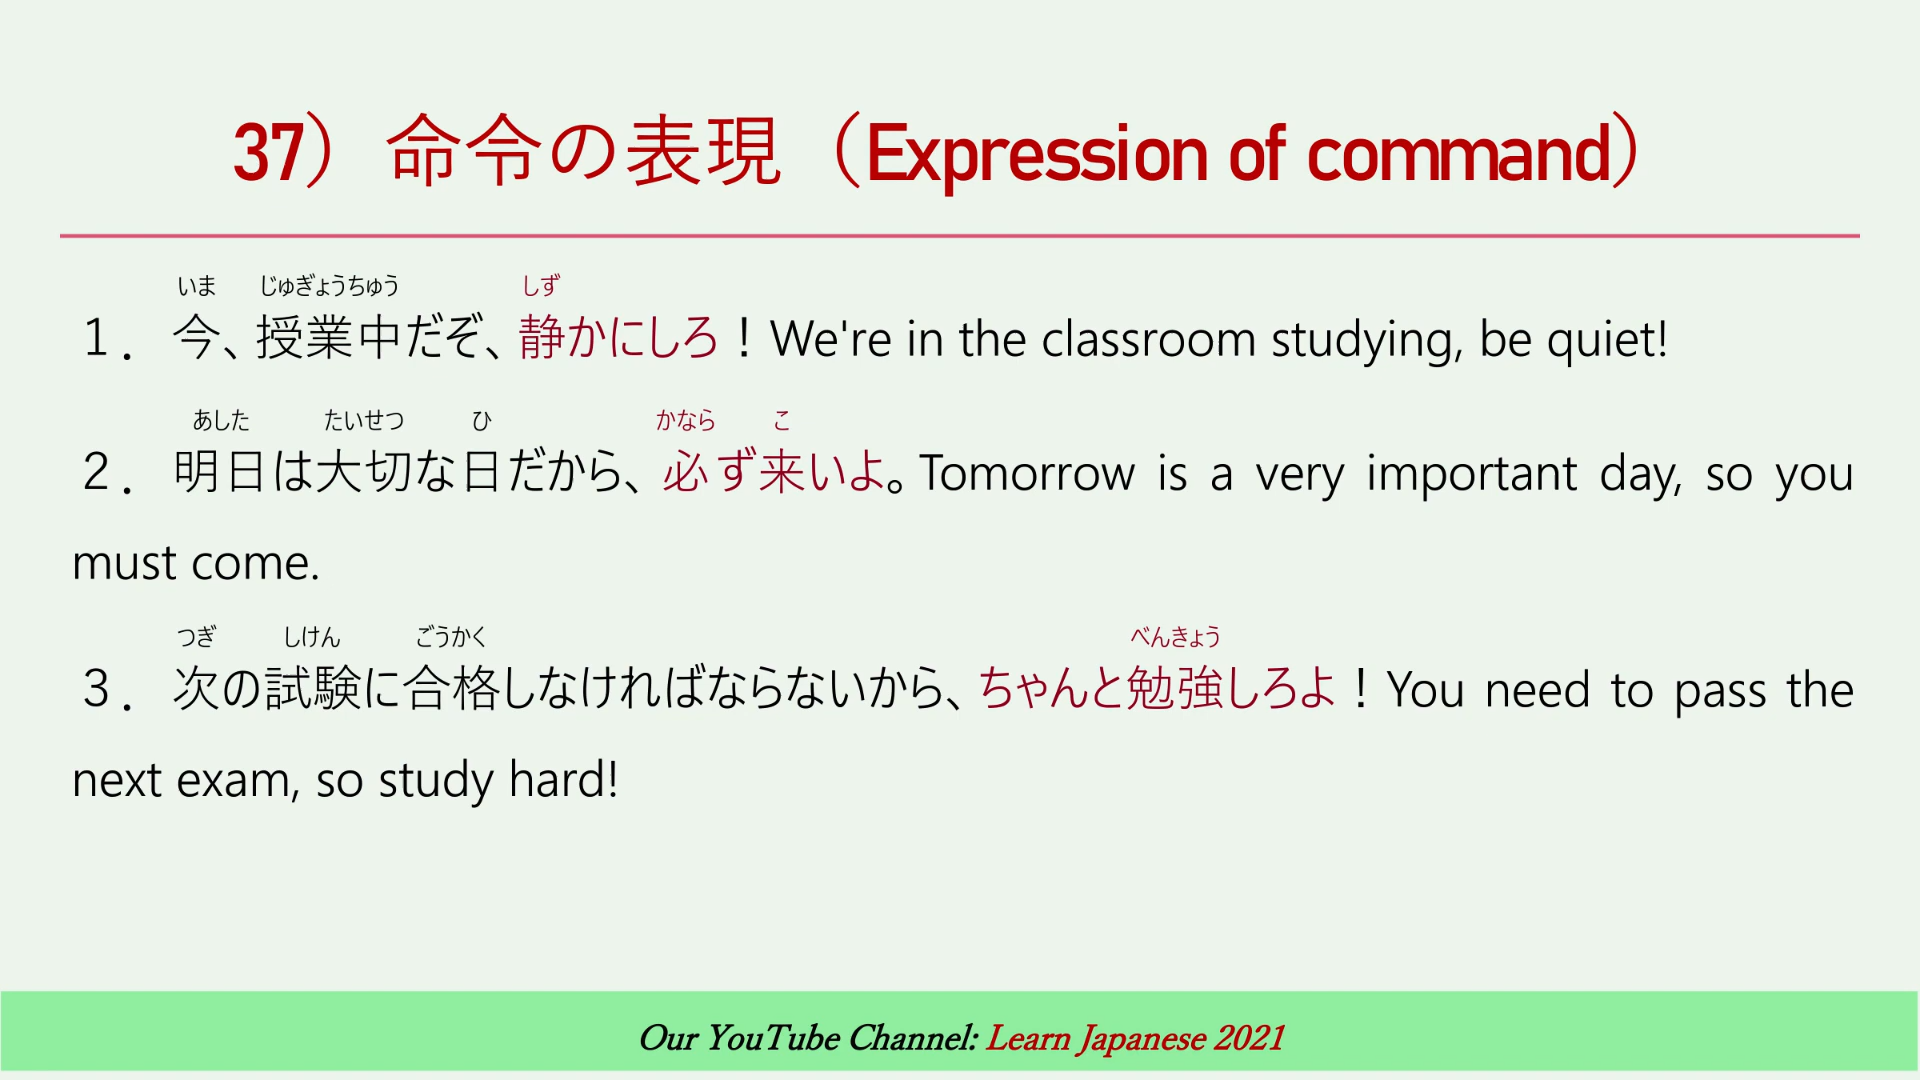 37）命令の表現（Expression of command）
いま じゅぎょうちゅう しず
１．今、授業中だぞ、静かにしろ！We're in the classroom studying, be quiet!
あした たいせつ ひ かなら こ
２．明日は大切な日だから、必ず来いよ。Tomorrow is a very important day, so you
must come.
つぎ しけん ごうかく べんきょう
３．次の試験に合格しなければならないから、ちゃんと勉強しろよ！You need to pass the
next exam, so study hard!
Our YouTube Channel: Learn Japanese 2021